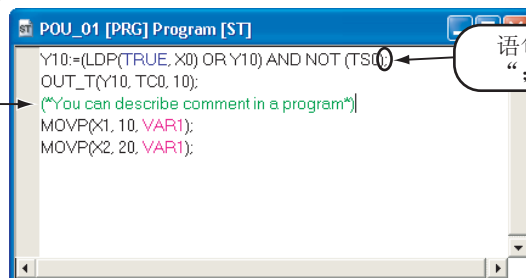 POU_01 [PRG] Program [ST]
Y10:=(LDP(TRUE, X0) OR Y10) AND NOT (TS0);
OUT_T(Y10, TC0, 10);
(*You can describe comment in a program*)
MOVP(X1, 10, VAR1);
MOVP(X2, 20, VAR1);
语
“